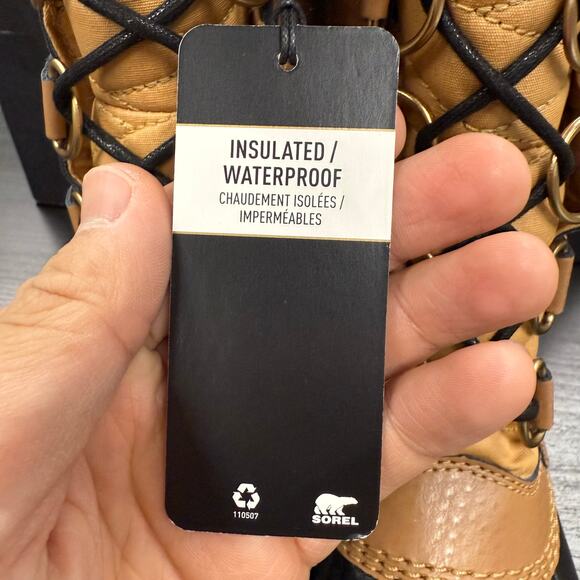 INSULATED /
WATERPROOF
CHAUDEMENT ISOLÉES /
IMPERMÉABLES
110507
SOREL